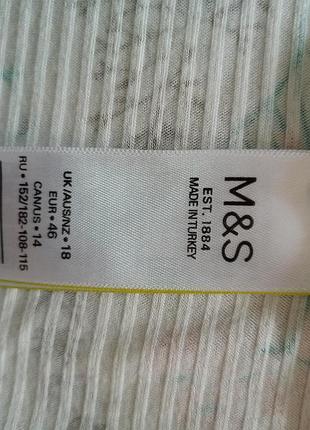 M&S
EST. 1884
MADE IN TURKEY
UK/AUS/NZ • 18
EUR • 46
CAN/US • 14
RU • 152/182-108-115